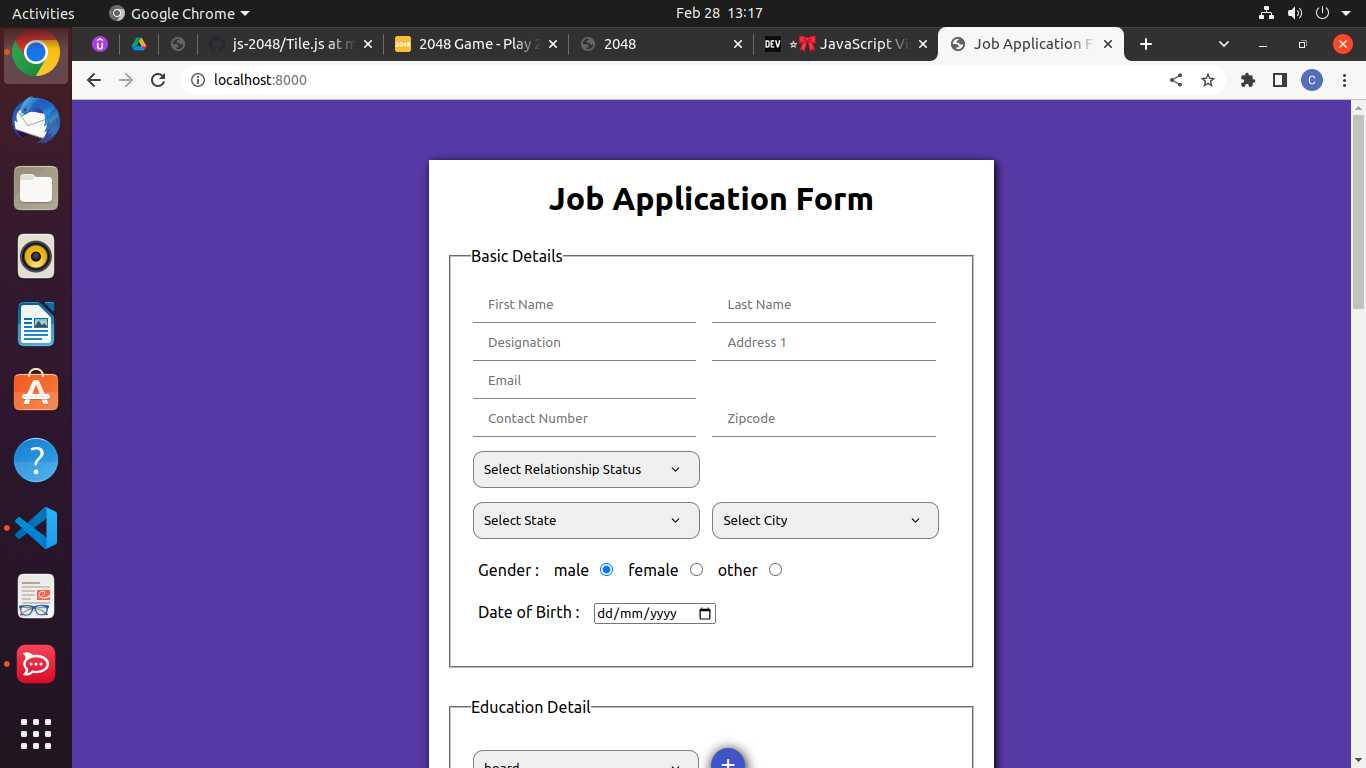 Activities Google Chrome Feb 28 13:17
js-2048/Tile.js at m 2048 Game - Play 2 2048 DEV JavaScript Vi Job Application F
localhost:8000 C
Job Application Form
Basic Details
First Name Last Name
Designation Address 1
Email
Contact Number Zipcode
Select Relationship Status
Select State Select City
Gender : male female other
Date of Birth : dd/mm/yyyy
Education Detail
board +